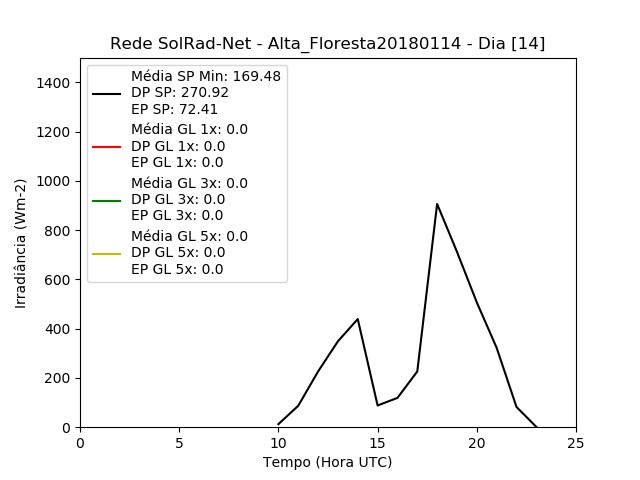 Rede SolRad-Net - Alta_Floresta20180114 - Dia [14]
Média SP Min: 169.48
DP SP: 270.92
EP SP: 72.41
Média GL 1x: 0.0
DP GL 1x: 0.0
EP GL 1x: 0.0
Média GL 3x: 0.0
DP GL 3x: 0.0
EP GL 3x: 0.0
Média GL 5x: 0.0
DP GL 5x: 0.0
EP GL 5x: 0.0
Irradiância (Wm-2)
1400
1200
1000
800
600
400
200
0
0 5 10 15 20 25
Tempo (Hora UTC)